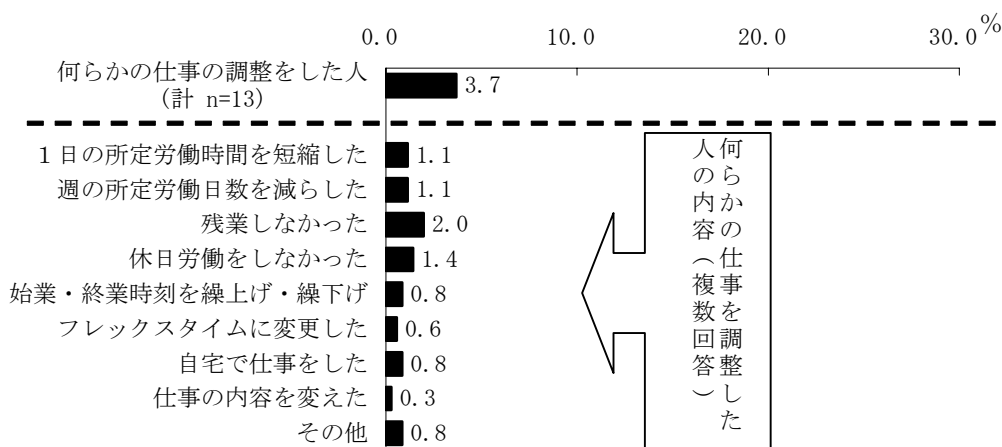 0.0 10.0 20.0 30.0 %
何らかの仕事の調整をした人 3.7
(計 n=13)
１日の所定労働時間を短縮した 1.1
週の所定労働日数を減らした 1.1
残業しなかった 2.0
休日労働をしなかった 1.4
始業・終業時刻を繰上げ・繰下げ 0.8
フレックスタイムに変更した 0.6
自宅で仕事をした 0.8
仕事の内容を変えた 0.3
その他 0.8
何らかの仕事を調整した
人の内容（複数回答）